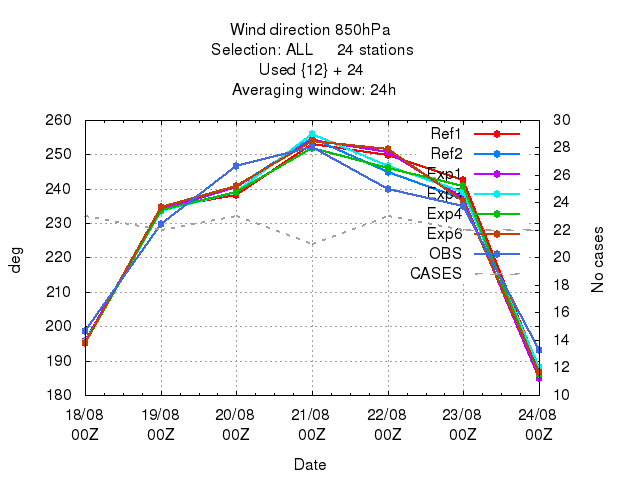 Wind direction 850hPa
Selection: ALL 24 stations
Used {12} + 24
Averaging window: 24h
260 30
250 28
240 26
230 24
220 22
210 20
200 18
190 16
180 14
12
10
deg
No cases
Ref1
Ref2
Exp1
Exp4
Exp6
OBS
CASES
18/08 19/08 20/08 21/08 22/08 23/08 24/08
00Z 00Z 00Z 00Z 00Z 00Z 00Z
Date